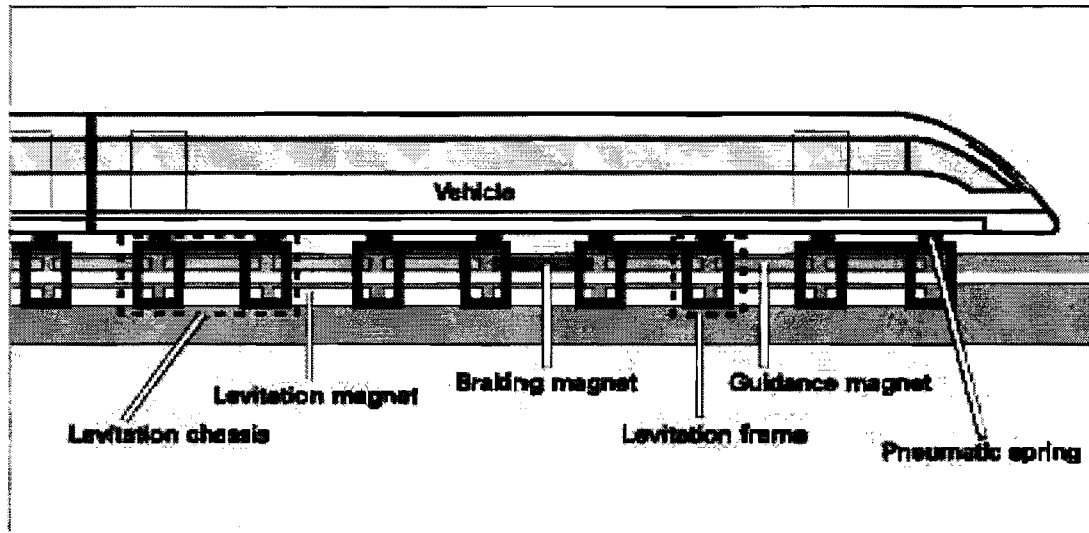 Vehicle
Levitation magnet
Braking magnet
Guidance magnet
Levitation chassis
Levitation frame
Pneumatic spring